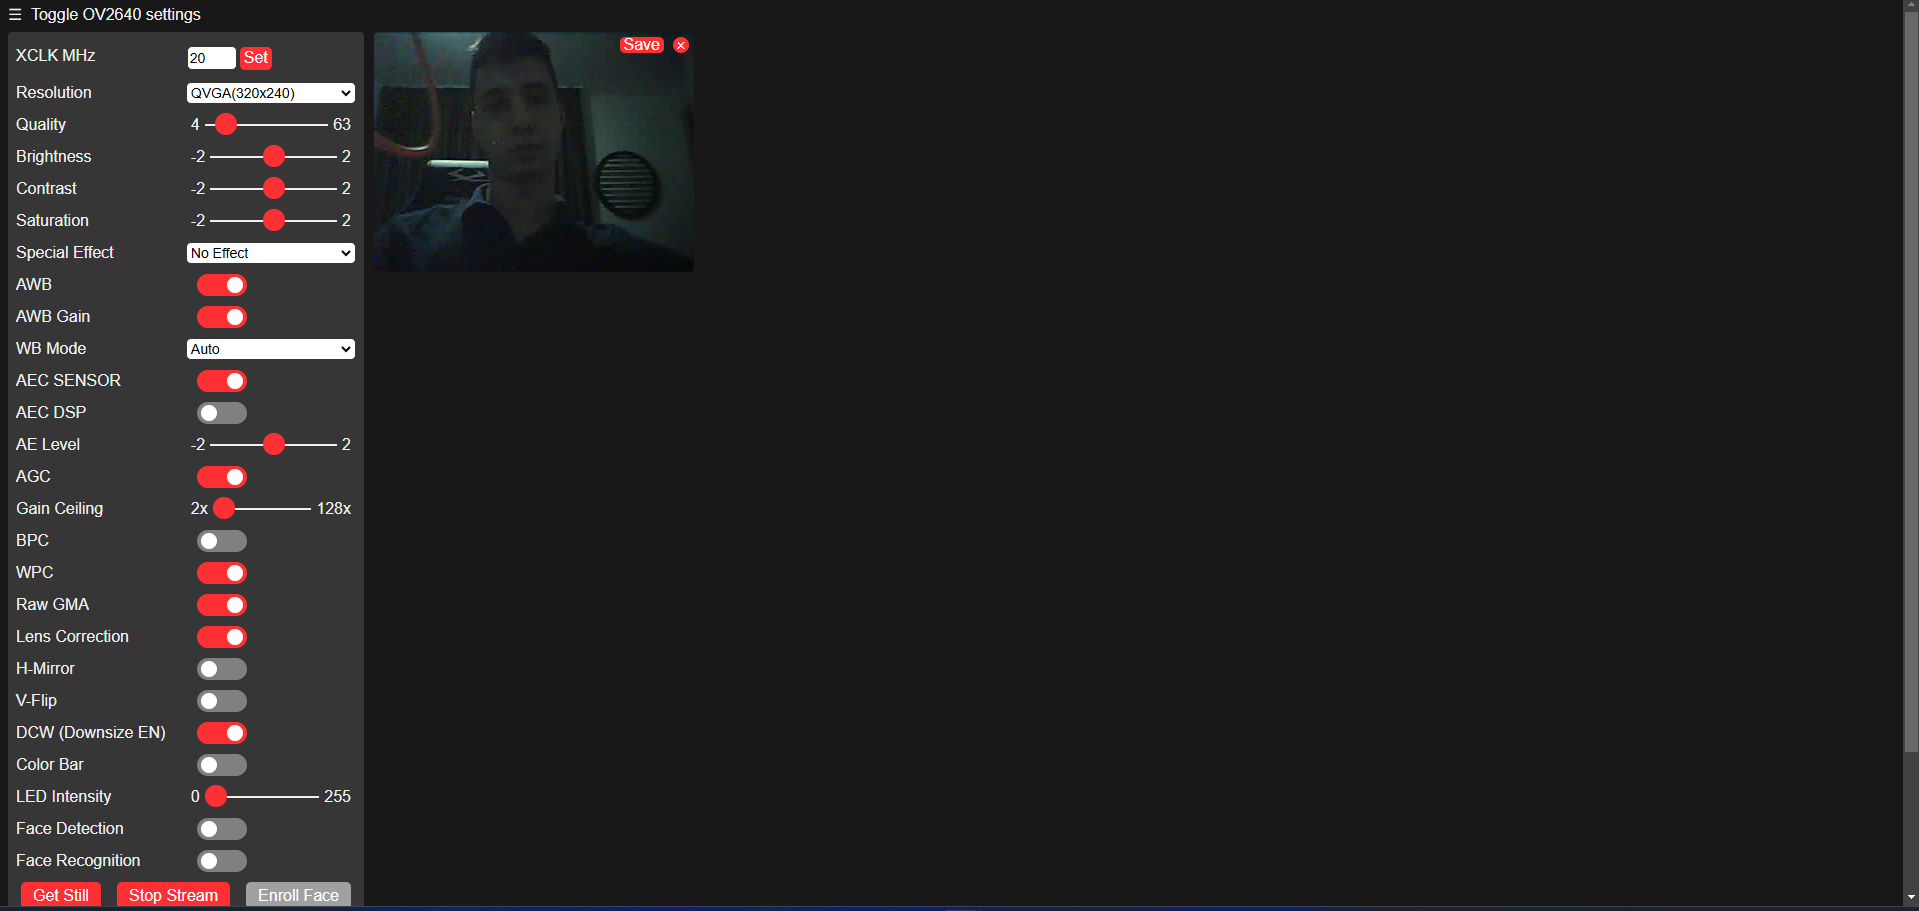 ☰ Toggle OV2640 settings
XCLK MHz 20 Set
Save ×
Resolution QVGA(320x240)
Quality 4 63
Brightness -2 2
Contrast -2 2
Saturation -2 2
Special Effect No Effect
AWB
AWB Gain
WB Mode Auto
AEC SENSOR
AEC DSP
AE Level -2 2
AGC
Gain Ceiling 2x 128x
BPC
WPC
Raw GMA
Lens Correction
H-Mirror
V-Flip
DCW (Downsize EN)
Color Bar
LED Intensity 0 255
Face Detection
Face Recognition
Get Still Stop Stream Enroll Face